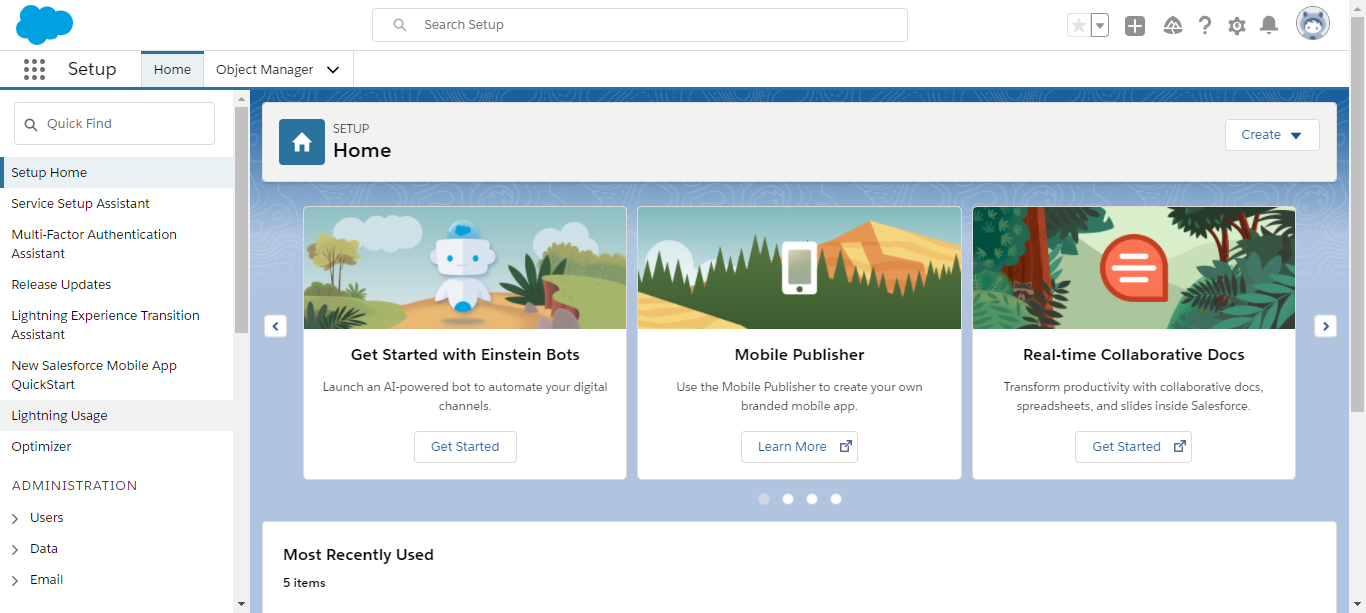 Search Setup
Setup
Home
Object Manager
Quick Find
Setup Home
Service Setup Assistant
Multi-Factor Authentication
Assistant
Release Updates
Lightning Experience Transition
Assistant
New Salesforce Mobile App
QuickStart
Lightning Usage
Optimizer
ADMINISTRATION
Users
Data
Email
SETUP
Home
Create
Get Started with Einstein Bots
Launch an AI-powered bot to automate your digital
channels.
Get Started
Mobile Publisher
Use the Mobile Publisher to create your own
branded mobile app.
Learn More
Real-time Collaborative Docs
Transform productivity with collaborative docs,
spreadsheets, and slides inside Salesforce.
Get Started
Most Recently Used
5 items